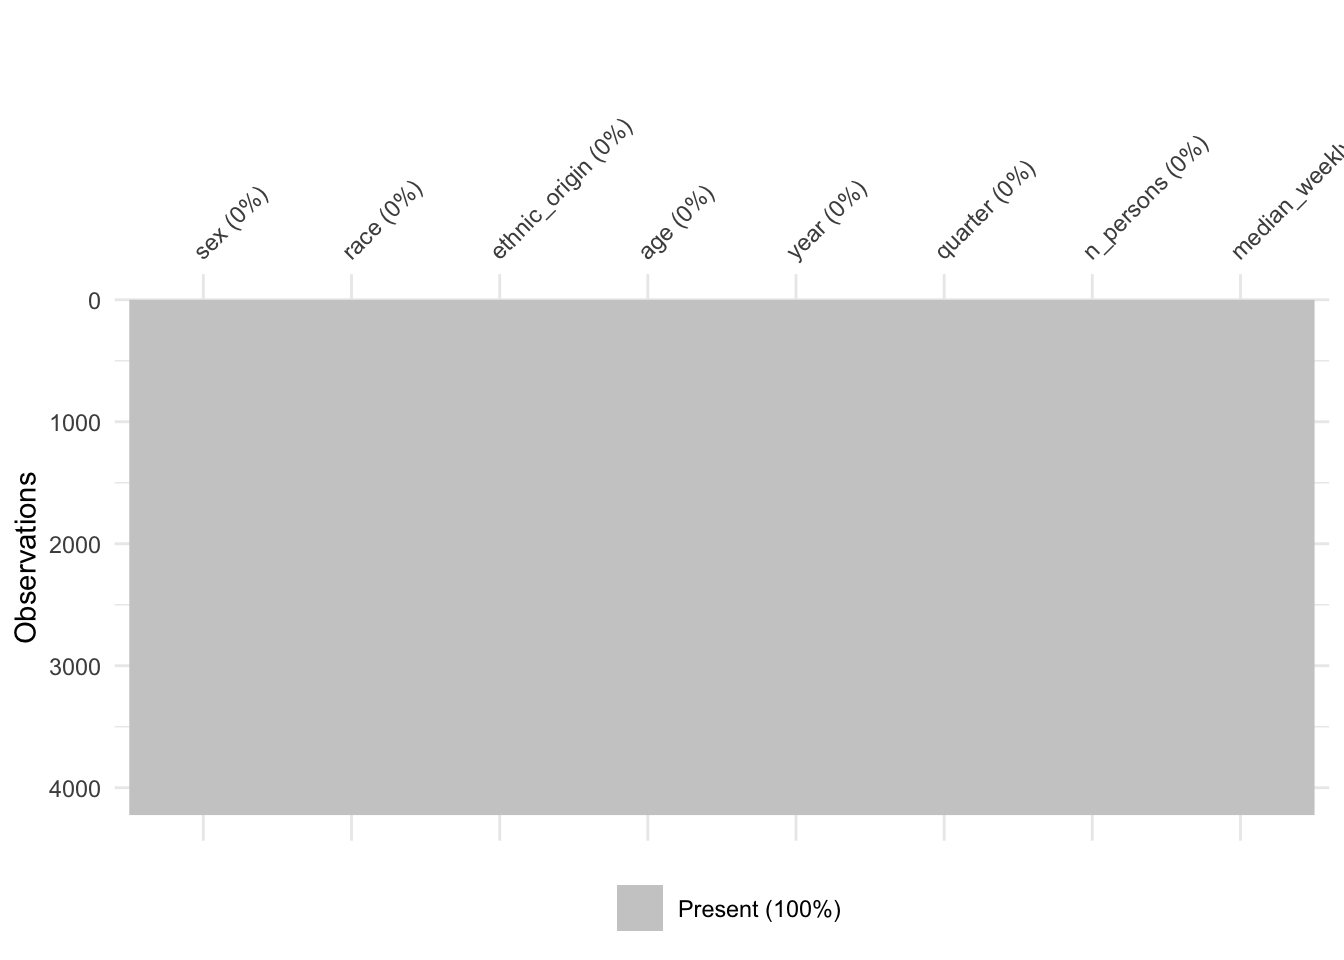 sex (0%)
race (0%)
ethnic_origin (0%)
age (0%)
year (0%)
quarter (0%)
n_persons (0%)
median_weekl
0
1000
2000
3000
4000
Observations
Present (100%)